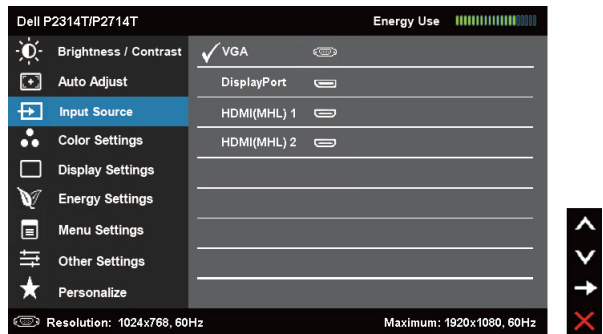 Dell P2314T/P2714T Energy Use
Brightness / Contrast VGA
Auto Adjust DisplayPort
Input Source HDMI(MHL) 1
Color Settings HDMI(MHL) 2
Display Settings
Energy Settings
Menu Settings
Other Settings
Personalize
Resolution: 1024x768, 60Hz Maximum: 1920x1080, 60Hz